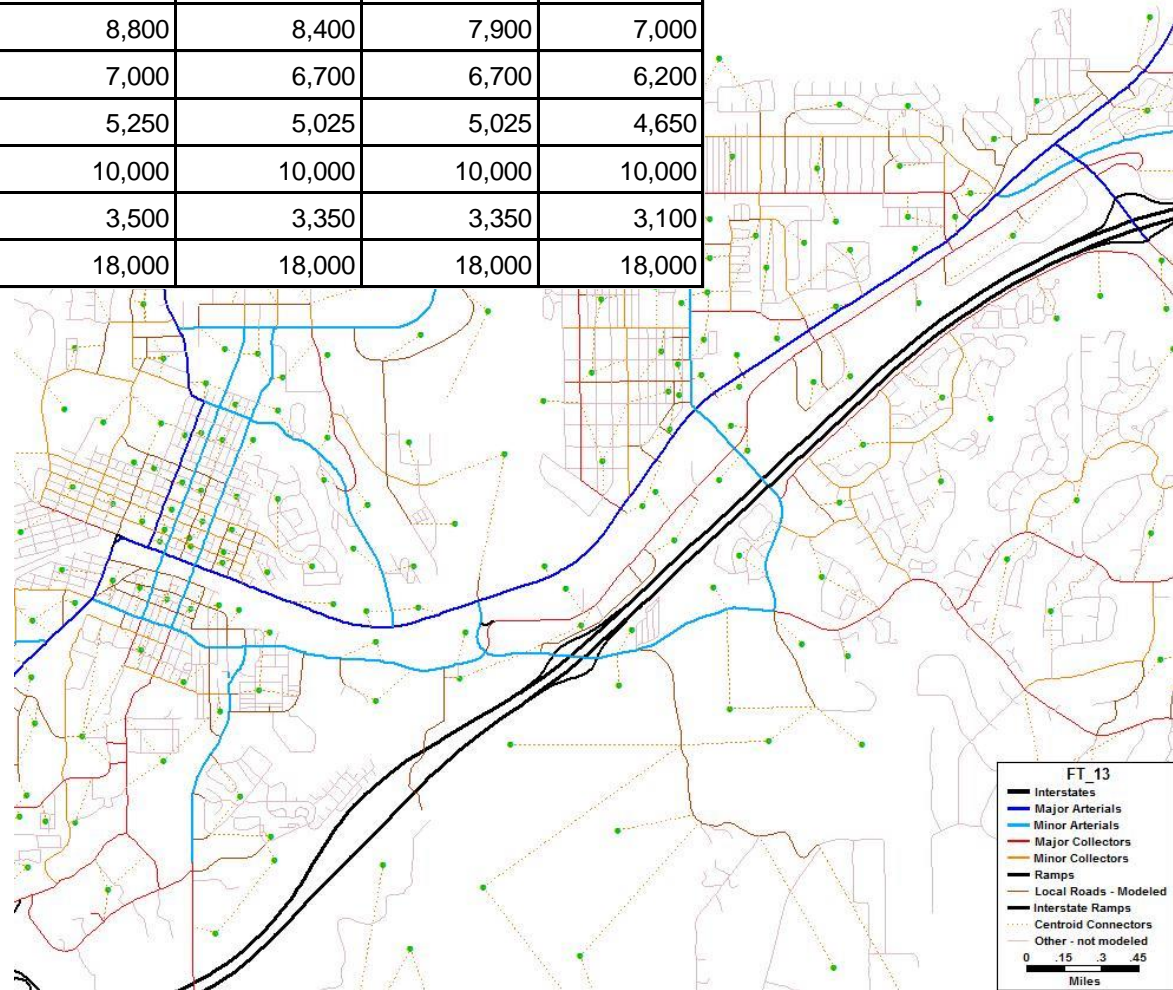 8,800 8,400 7,900 7,000
7,000 6,700 6,700 6,200
5,250 5,025 5,025 4,650
10,000 10,000 10,000 10,000
3,500 3,350 3,350 3,100
18,000 18,000 18,000 18,000
FT_13
Interstates
Major Arterials
Minor Arterials
Major Collectors
Minor Collectors
Ramps
Local Roads - Modeled
Interstate Ramps
Centroid Connectors
Other - not modeled
0 .15 .3 .45
Miles